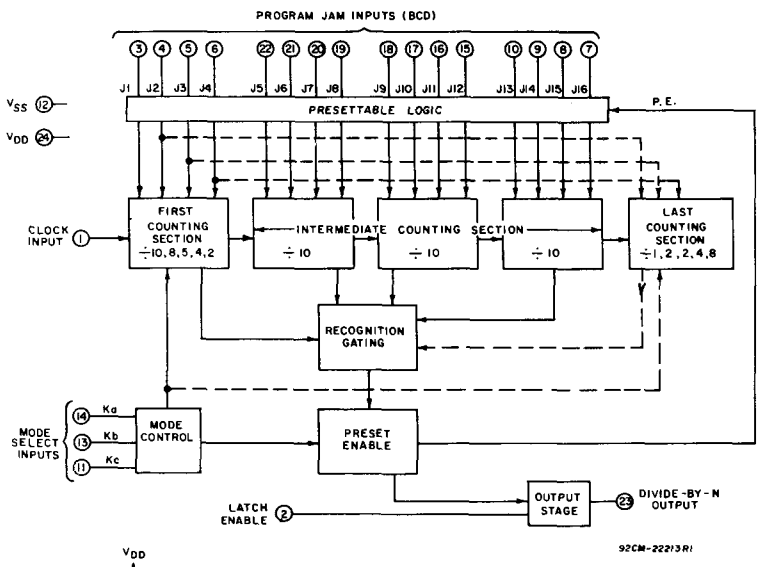 PROGRAM JAM INPUTS (BCD)
3 4 5 6 22 21 20 19 18 17 16 15 10 9 8 7
J1 J2 J3 J4 J5 J6 J7 J8 J9 J10 J11 J12 J13 J14 J15 J16
VSS 12
PRESETTABLE LOGIC
P.E.
VDD 24
CLOCK INPUT 1
FIRST
COUNTING
SECTION
÷10,8,5,4,2
INTERMEDIATE COUNTING SECTION
÷10
÷10
÷10
LAST
COUNTING
SECTION
÷1,2,2,4,8
RECOGNITION
GATING
MODE
SELECT
INPUTS
14 Ka
13 Kb
11 Kc
MODE
CONTROL
PRESET
ENABLE
LATCH
ENABLE 2
OUTPUT
STAGE
23 DIVIDE-BY-N
OUTPUT
VDD
92CM-22213R1